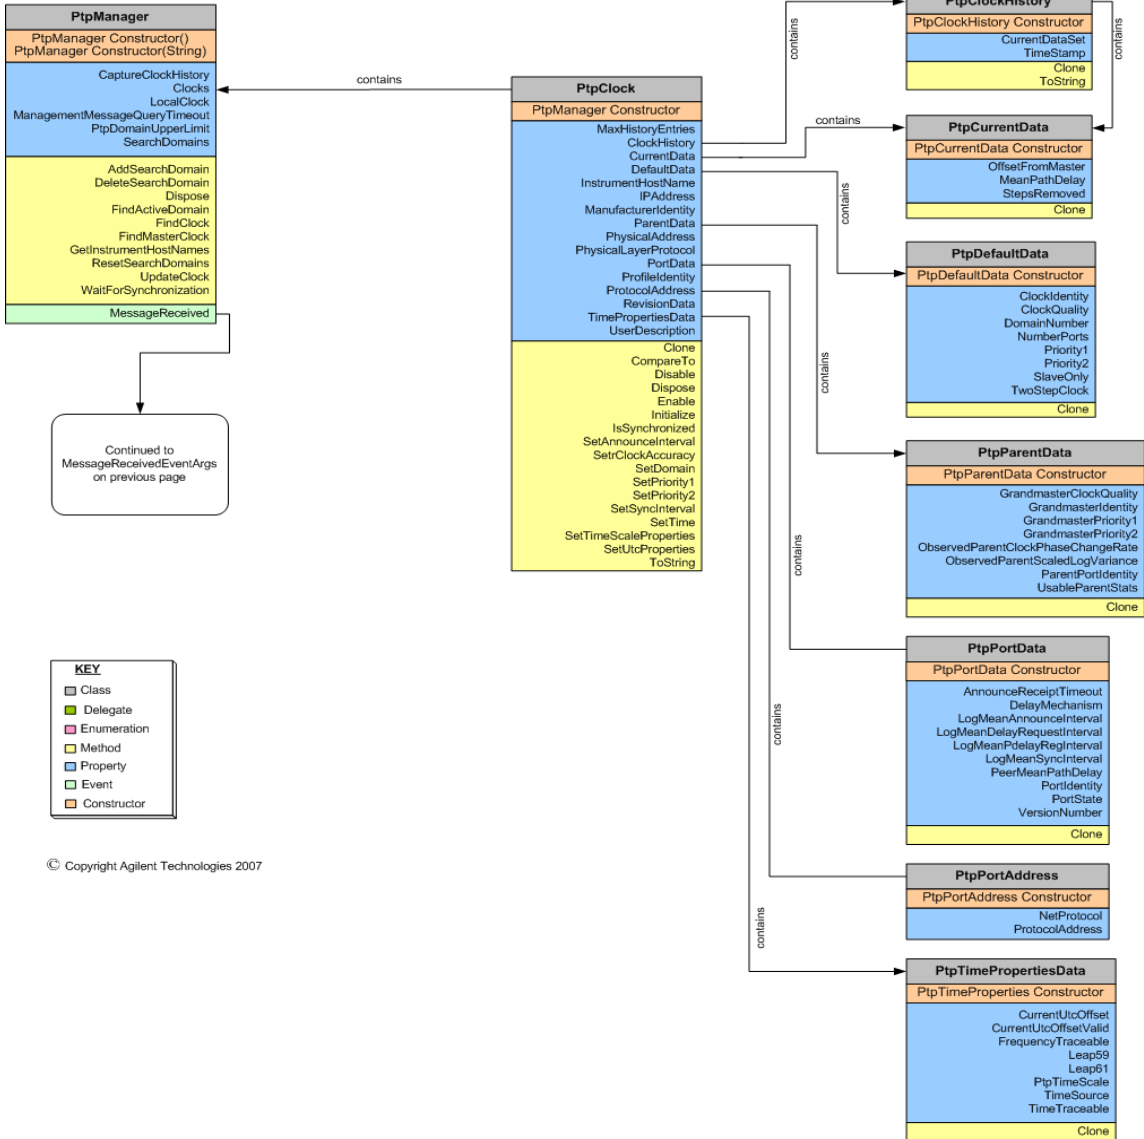 PtpManager
PtpManager Constructor()
PtpManager Constructor(String)
CaptureClockHistory
Clocks
LocalClock
ManagementMessageQueryTimeout
PtpDomainUpperLimit
SearchDomains
AddSearchDomain
DeleteSearchDomain
Dispose
FindActiveDomain
FindClock
FindMasterClock
GetInstrumentHostNames
ResetSearchDomains
UpdateClock
WaitForSynchronization
MessageReceived
Continued to
MessageReceivedEventArgs
on previous page
KEY
Class
Delegate
Enumeration
Method
Property
Event
Constructor
© Copyright Agilent Technologies 2007
contains
PtpClock
PtpManager Constructor
MaxHistoryEntries
ClockHistory
CurrentData
DefaultData
InstrumentHostName
IPAddress
ManufacturerIdentity
ParentData
PhysicalAddress
PhysicalLayerProtocol
PortData
ProfileIdentity
ProtocolAddress
RevisionData
TimePropertiesData
UserDescription
Clone
CompareTo
Disable
Dispose
Enable
Initialize
IsSynchronized
SetAnnounceInterval
SetrClockAccuracy
SetDomain
SetPriority1
SetPriority2
SetSyncInterval
SetTime
SetTimeScaleProperties
SetUtcProperties
ToString
contains
contains
contains
contains
contains
contains
contains
contains
PtpClockHistory
PtpClockHistory Constructor
CurrentDataSet
TimeStamp
Clone
ToString
PtpCurrentData
PtpCurrentData Constructor
OffsetFromMaster
MeanPathDelay
StepsRemoved
Clone
PtpDefaultData
PtpDefaultData Constructor
ClockIdentity
ClockQuality
DomainNumber
NumberPorts
Priority1
Priority2
SlaveOnly
TwoStepClock
Clone
PtpParentData
PtpParentData Constructor
GrandmasterClockQuality
GrandmasterIdentity
GrandmasterPriority1
GrandmasterPriority2
ObservedParentClockPhaseChangeRate
ObservedParentScaledLogVariance
ParentPortIdentity
UsableParentStats
Clone
PtpPortData
PtpPortData Constructor
AnnounceReceiptTimeout
DelayMechanism
LogMeanAnnounceInterval
LogMeanDelayRequestInterval
LogMeanPdelayRegInterval
LogMeanSyncInterval
PeerMeanPathDelay
PortIdentity
PortState
VersionNumber
Clone
PtpPortAddress
PtpPortAddress Constructor
NetProtocol
ProtocolAddress
PtpTimePropertiesData
PtpTimeProperties Constructor
CurrentUtcOffset
CurrentUtcOffsetValid
FrequencyTraceable
Leap59
Leap61
PtpTimeScale
TimeSource
TimeTraceable
Clone